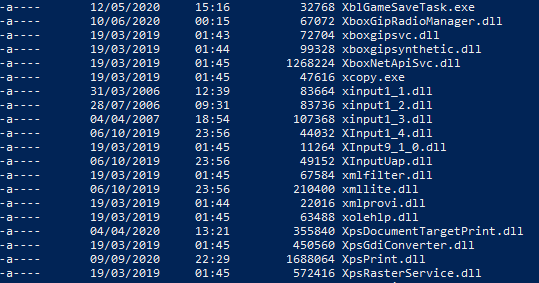 -a---- 12/05/2020 15:16 32768 XblGameSaveTask.exe
-a---- 10/06/2020 00:15 67072 XboxGipRadioManager.dll
-a---- 19/03/2019 01:43 72704 xboxgipsvc.dll
-a---- 19/03/2019 01:44 99328 xboxgipsynthetic.dll
-a---- 19/03/2019 01:45 1268224 XboxNetApiSvc.dll
-a---- 19/03/2019 01:45 47616 xcopy.exe
-a---- 31/03/2006 12:39 83664 xinput1_1.dll
-a---- 28/07/2006 09:31 83736 xinput1_2.dll
-a---- 04/04/2007 18:54 107368 xinput1_3.dll
-a---- 06/10/2019 23:56 44032 XInput1_4.dll
-a---- 19/03/2019 01:45 11264 XInput9_1_0.dll
-a---- 06/10/2019 23:56 49152 XInputUap.dll
-a---- 19/03/2019 01:45 67584 xmlfilter.dll
-a---- 06/10/2019 23:56 210400 xmllite.dll
-a---- 19/03/2019 01:44 22016 xmlprovi.dll
-a---- 19/03/2019 01:45 63488 xolehlp.dll
-a---- 04/04/2020 13:21 355840 XpsDocumentTargetPrint.dll
-a---- 19/03/2019 01:45 450560 XpsGdiConverter.dll
-a---- 09/09/2020 22:29 1688064 XpsPrint.dll
-a---- 19/03/2019 01:45 572416 XpsRasterService.dll